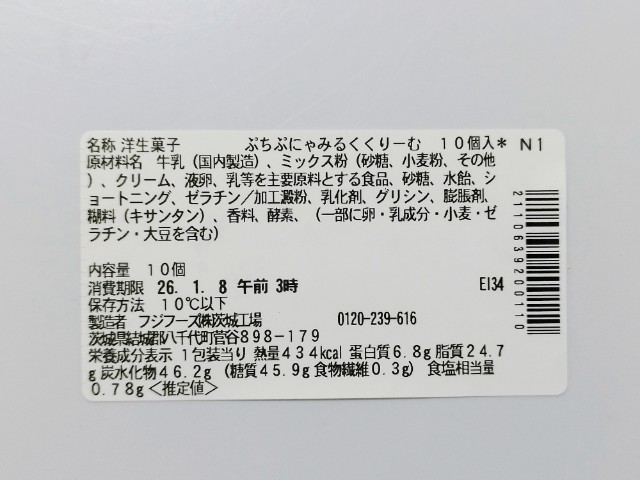 名称 洋生菓子 ぷちぷにゃみるくくりーむ 10個入* N1
原材料名 牛乳（国内製造）、ミックス粉（砂糖、小麦粉、その他
）、クリーム、液卵、乳等を主要原料とする食品、砂糖、水飴、シ
ョートニング、ゼラチン／加工澱粉、乳化剤、グリシン、膨脹剤、
糊料（キサンタン）、香料、酵素、（一部に卵・乳成分・小麦・ゼ
ラチン・大豆を含む）
内容量 10個
消費期限 26. 1. 8 午前 3時 EI34
保存方法 10℃以下
製造者 フジフーズ㈱茨城工場 0120-239-616
茨城県結城郡八千代町菅谷898-179
栄養成分表示 1包装当り 熱量434kcal 蛋白質6.8g 脂質24.7
g 炭水化物46.2g (糖質45.9g 食物繊維0.3g) 食塩相当量
0.78g＜推定値＞
2110639200110